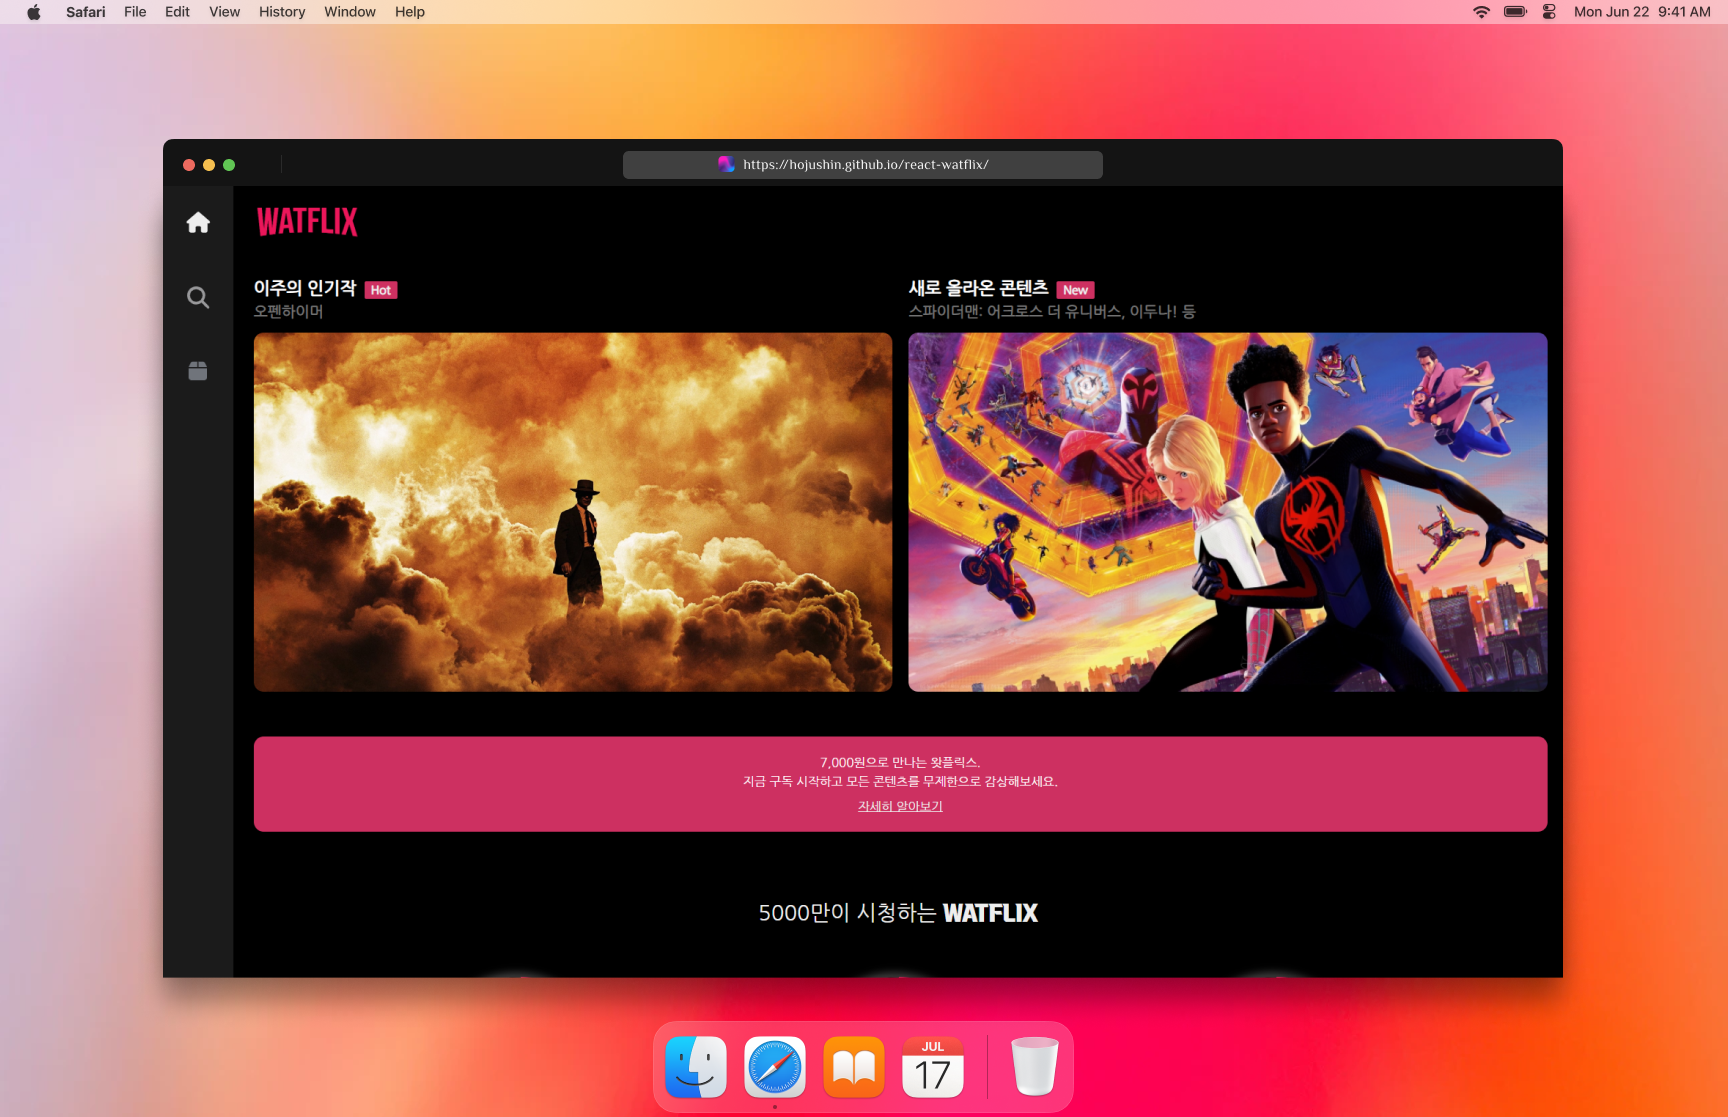 Safari File Edit View History Window Help Mon Jun 22 9:41 AM
https://hojushin.github.io/react-watflix/
WATFLIX
이주의 인기작 Hot
오펜하이머
새로 올라온 콘텐츠 New
스파이더맨: 어크로스 더 유니버스, 이두나! 등
7,000원으로 만나는 왓플릭스.
지금 구독 시작하고 모든 콘텐츠를 무제한으로 감상해보세요.
자세히 알아보기
5000만이 시청하는 WATFLIX
JUL
17